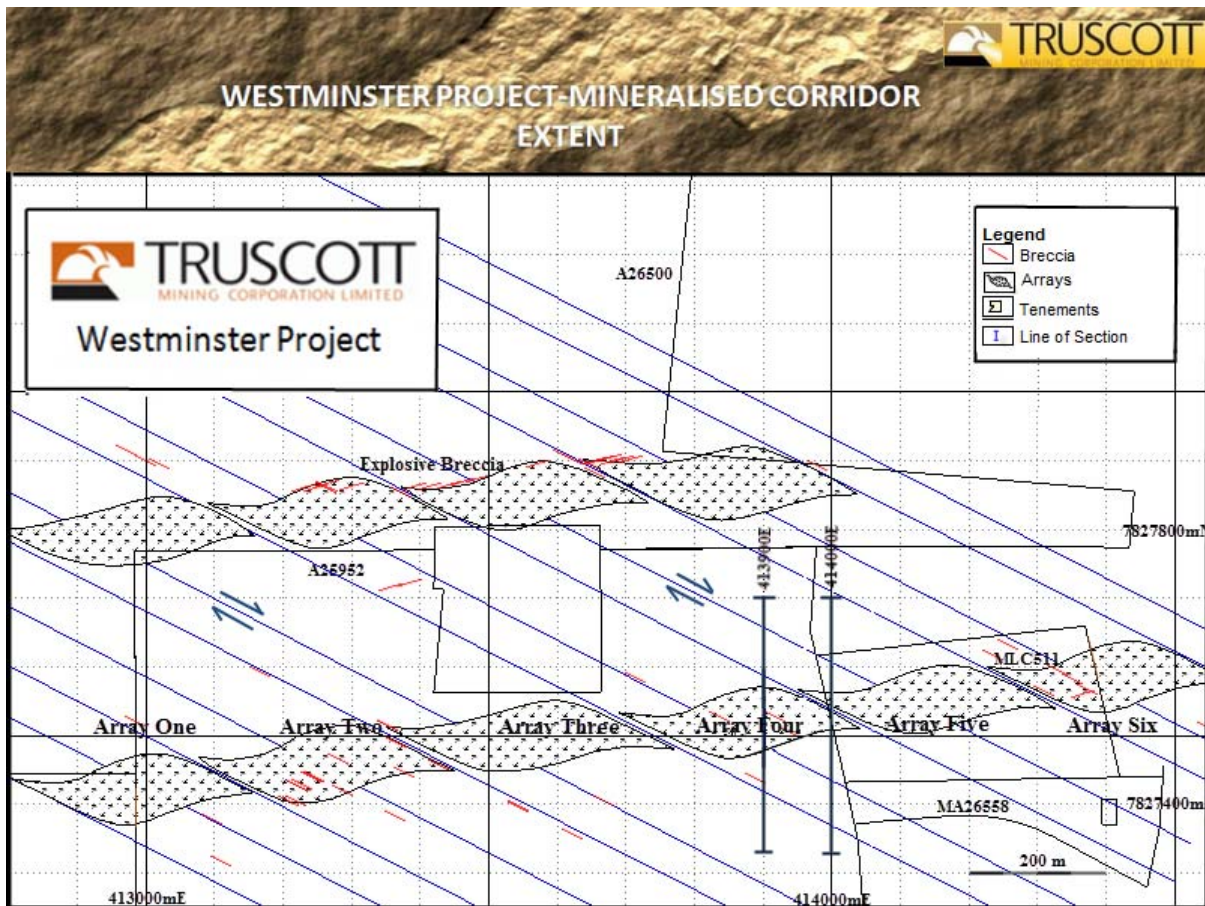 TRUSCOTT
MINING CORPORATION LIMITED
WESTMINSTER PROJECT-MINERALISED CORRIDOR
EXTENT
TRUSCOTT
MINING CORPORATION LIMITED
Westminster Project
A26500
Legend
Breccia
Arrays
Tenements
I Line of Section
Explosive Breccia
7827800mN
413900E
414000E
A25952
MLC511
Array One
Array Two
Array Three
Array Four
Array Five
Array Six
MA26558
7827400m
200 m
413000mE
414000mE